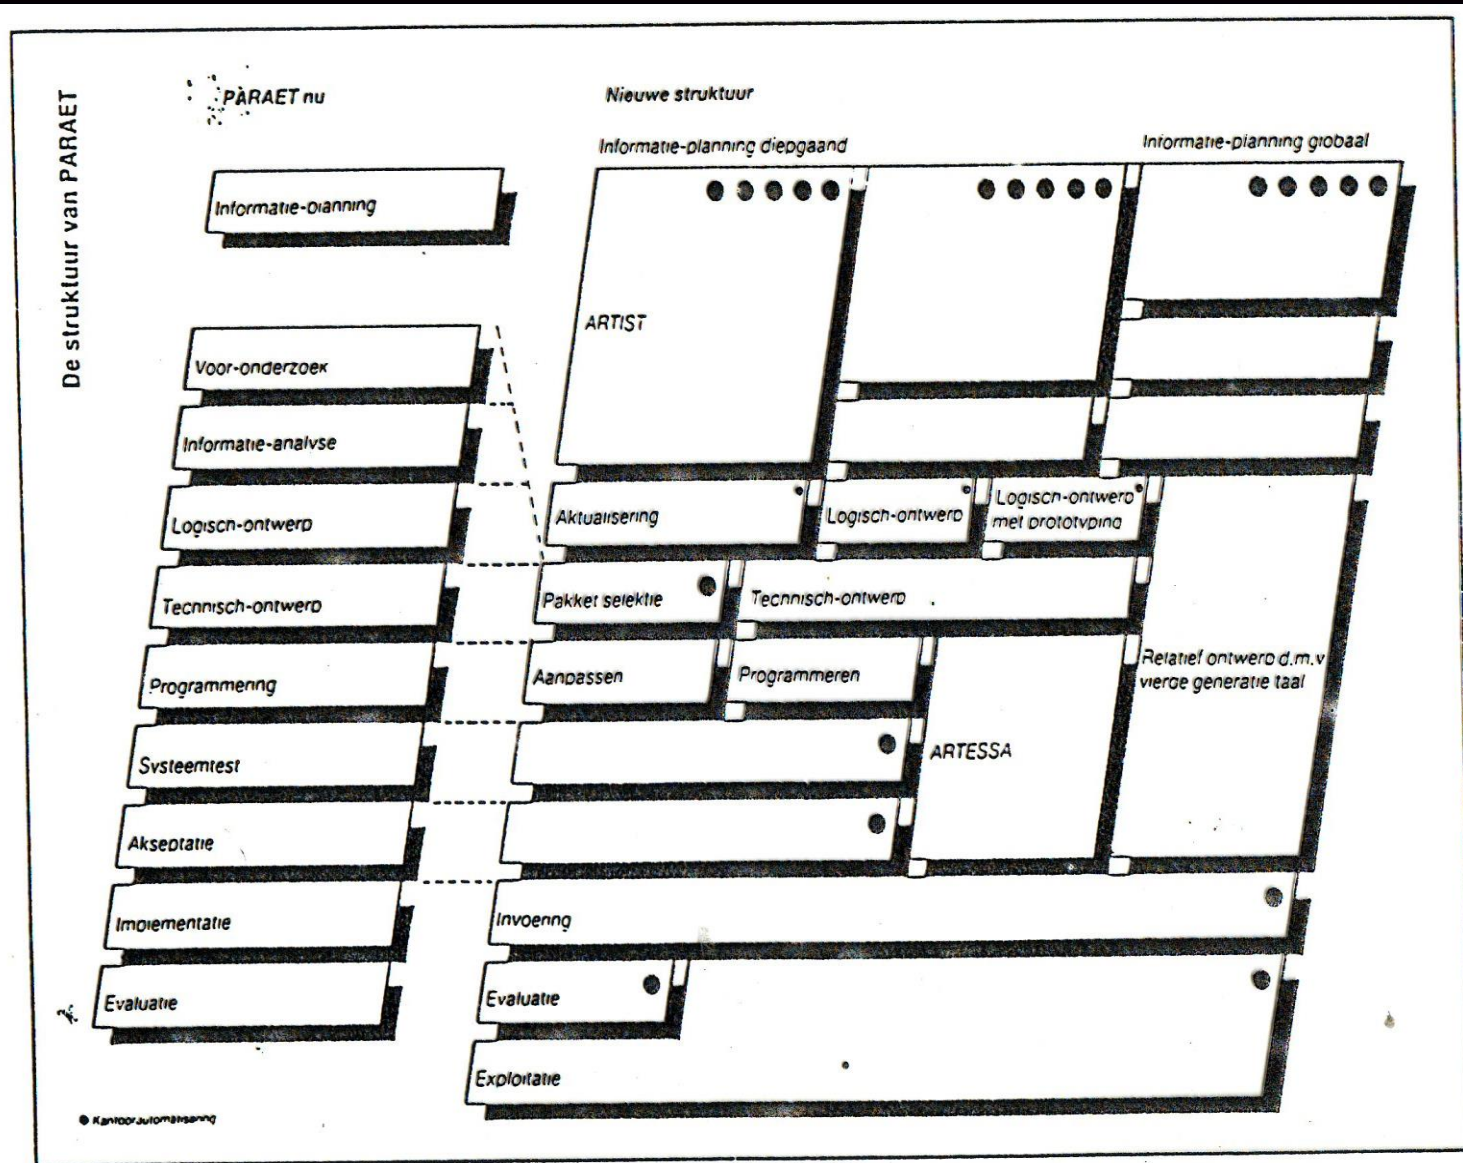 De struktuur van PARAET
PARAET nu
Nieuwe struktuur
Informatie-planning diepgaand
Informatie-planning globaal
Informatie-planning
ARTIST
Voor-onderzoek
Informatie-analyse
Logisch-ontwerp
Aktualisering
Logisch-ontwerp
Logisch-ontwerp
met prototyping
Technisch-ontwerp
Pakket selektie
Technisch-ontwerp
Programmering
Aanpassen
Programmeren
Relatief ontwerp d.m.v
vierde generatie taal
Systeemtest
ARTESSA
Akseptatie
Implementatie
Invoering
Evaluatie
Evaluatie
Exploitatie
Kantoorautomatisering